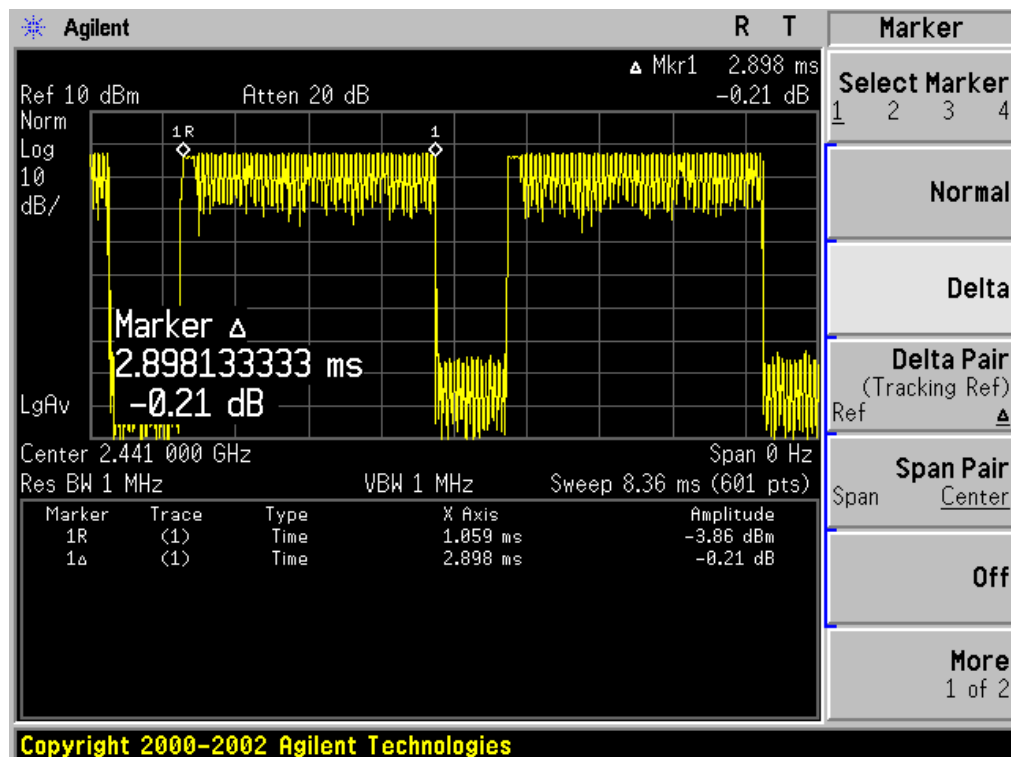 Agilent R T
Marker
Δ Mkr1 2.898 ms
Ref 10 dBm Atten 20 dB -0.21 dB
Norm
Log
10
dB/
1R 1
Marker Δ
2.898133333 ms
-0.21 dB
LgAv
Center 2.441 000 GHz Span 0 Hz
Res BW 1 MHz VBW 1 MHz Sweep 8.36 ms (601 pts)
Marker Trace Type X Axis Amplitude
1R (1) Time 1.059 ms -3.86 dBm
1Δ (1) Time 2.898 ms -0.21 dB
Select Marker
1 2 3 4
Normal
Delta
Delta Pair
(Tracking Ref)
Ref Δ
Span Pair
Span Center
Off
More
1 of 2
Copyright 2000-2002 Agilent Technologies